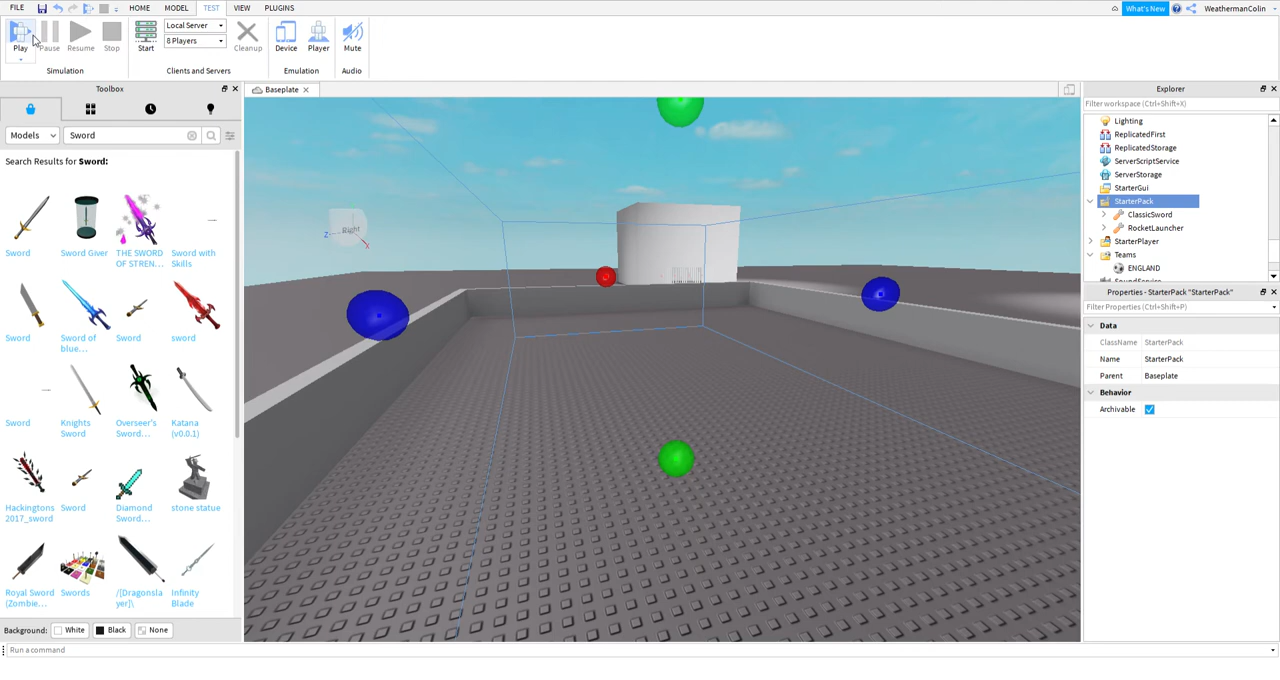 FILE HOME MODEL TEST VIEW PLUGINS What's New WeathermanColin
Play Pause Resume Stop Start Local Server 8 Players Cleanup Device Player Mute
Simulation Clients and Servers Emulation Audio
Toolbox
Models Sword
Search Results for Sword:
Sword Sword Giver THE SWORD OF STREN... Sword with Skills
Sword Sword of blue... Sword sword
Sword Knights Sword Overseer's Sword... Katana (v0.0.1)
Hackingtons 2017_sword Sword Diamond Sword... stone statue
Royal Sword (Zombie... Swords /[Dragonsla yer]\ Infinity Blade
Background: White Black None
Run a command
Baseplate
Right
Z
X
Explorer
Filter workspace (Ctrl+Shift+X)
Lighting
ReplicatedFirst
ReplicatedStorage
ServerScriptService
ServerStorage
StarterGui
StarterPack
ClassicSword
RocketLauncher
StarterPlayer
Teams
ENGLAND
SoundService
Properties - StarterPack "StarterPack"
Filter Properties (Ctrl+Shift+P)
Data
ClassName StarterPack
Name StarterPack
Parent Baseplate
Behavior
Archivable